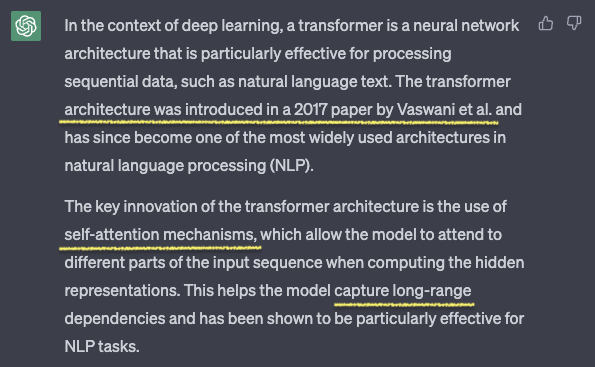 In the context of deep learning, a transformer is a neural network
architecture that is particularly effective for processing
sequential data, such as natural language text. The transformer
architecture was introduced in a 2017 paper by Vaswani et al. and
has since become one of the most widely used architectures in
natural language processing (NLP).
The key innovation of the transformer architecture is the use of
self-attention mechanisms, which allow the model to attend to
different parts of the input sequence when computing the hidden
representations. This helps the model capture long-range
dependencies and has been shown to be particularly effective for
NLP tasks.